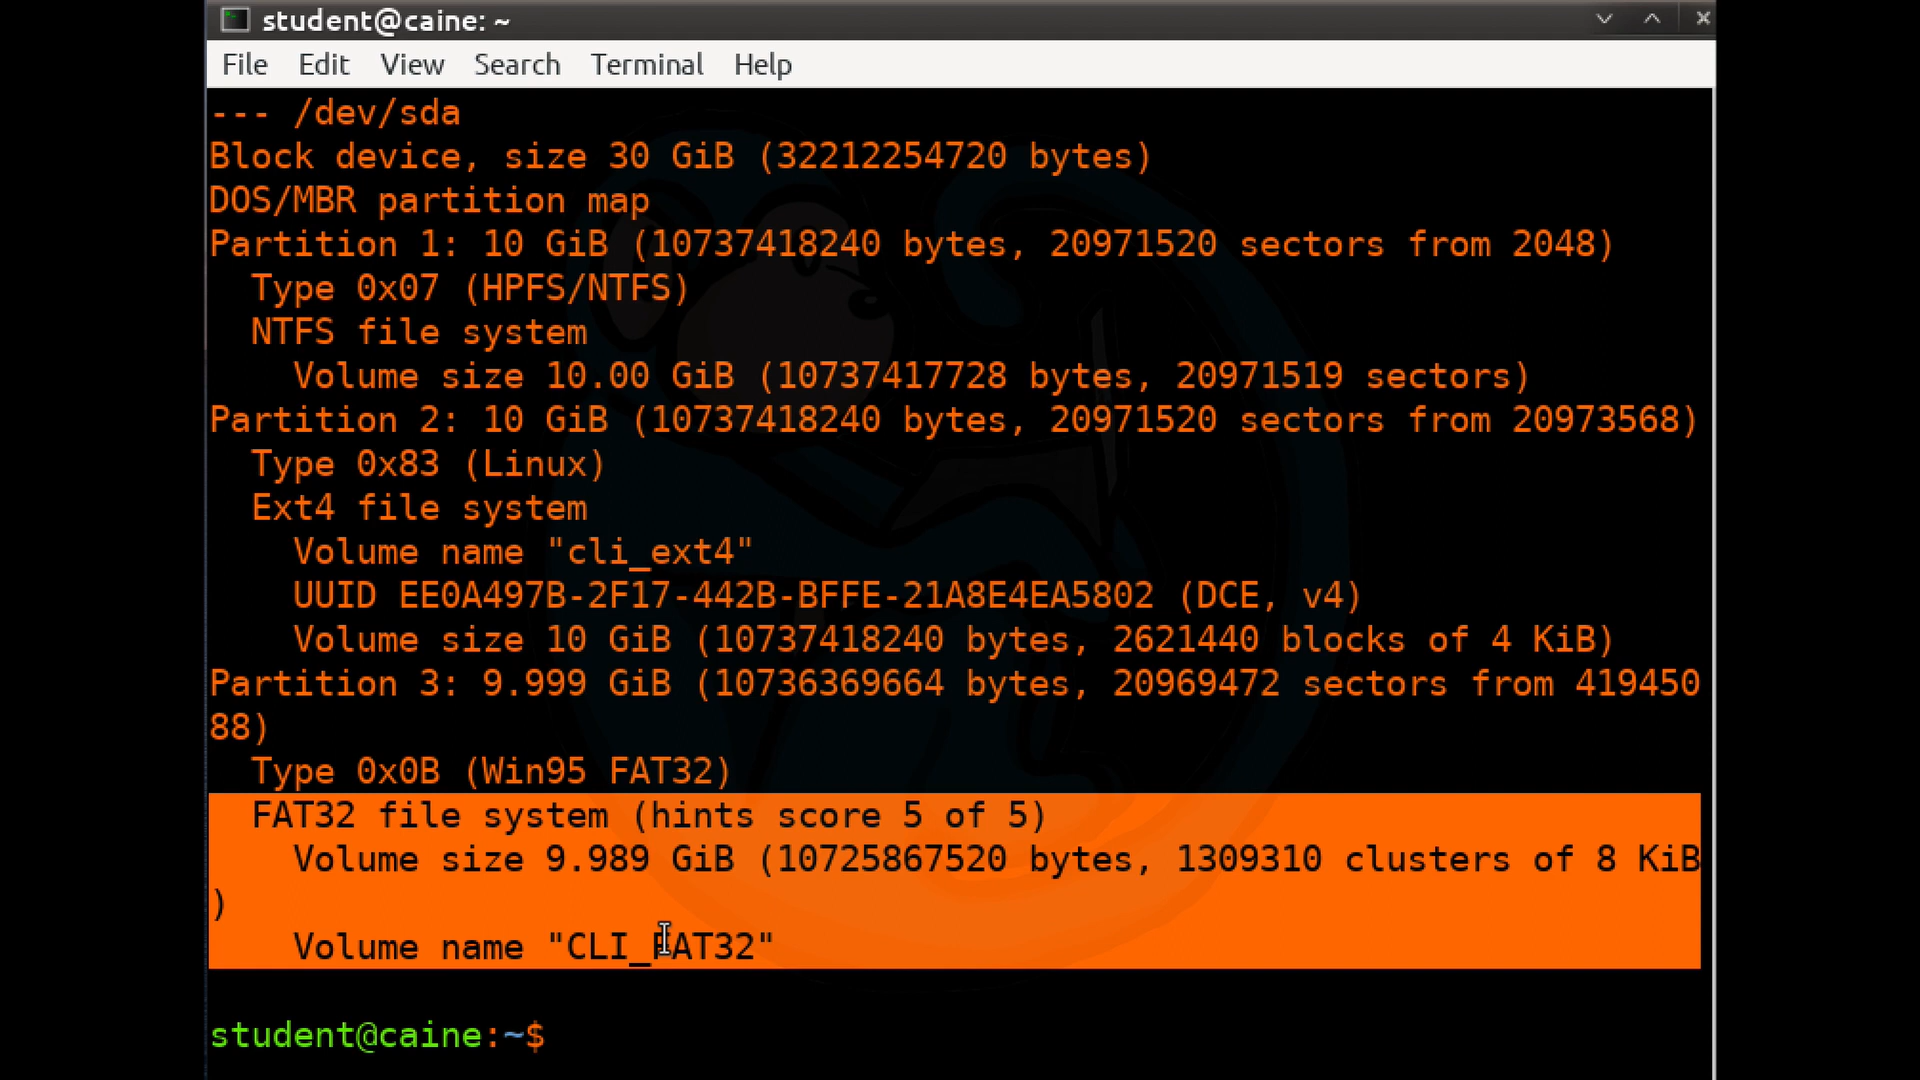 student@caine: ~
File Edit View Search Terminal Help
--- /dev/sda
Block device, size 30 GiB (32212254720 bytes)
DOS/MBR partition map
Partition 1: 10 GiB (10737418240 bytes, 20971520 sectors from 2048)
  Type 0x07 (HPFS/NTFS)
  NTFS file system
    Volume size 10.00 GiB (10737417728 bytes, 20971519 sectors)
Partition 2: 10 GiB (10737418240 bytes, 20971520 sectors from 20973568)
  Type 0x83 (Linux)
  Ext4 file system
    Volume name "cli_ext4"
    UUID EE0A497B-2F17-442B-BFFE-21A8E4EA5802 (DCE, v4)
    Volume size 10 GiB (10737418240 bytes, 2621440 blocks of 4 KiB)
Partition 3: 9.999 GiB (10736369664 bytes, 20969472 sectors from 419450
88)
  Type 0x0B (Win95 FAT32)
  FAT32 file system (hints score 5 of 5)
    Volume size 9.989 GiB (10725867520 bytes, 1309310 clusters of 8 KiB
)
    Volume name "CLI_FAT32"
student@caine:~$